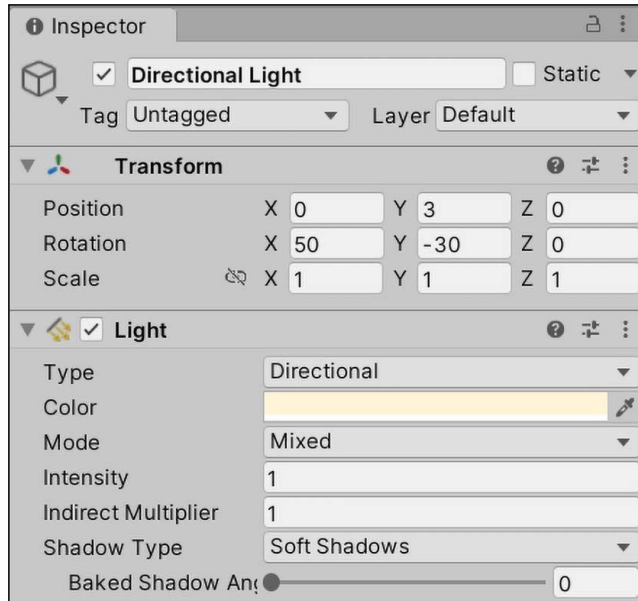 Inspector
Directional Light Static
Tag Untagged Layer Default
Transform
Position X 0 Y 3 Z 0
Rotation X 50 Y -30 Z 0
Scale X 1 Y 1 Z 1
Light
Type Directional
Color
Mode Mixed
Intensity 1
Indirect Multiplier 1
Shadow Type Soft Shadows
Baked Shadow Ang 0